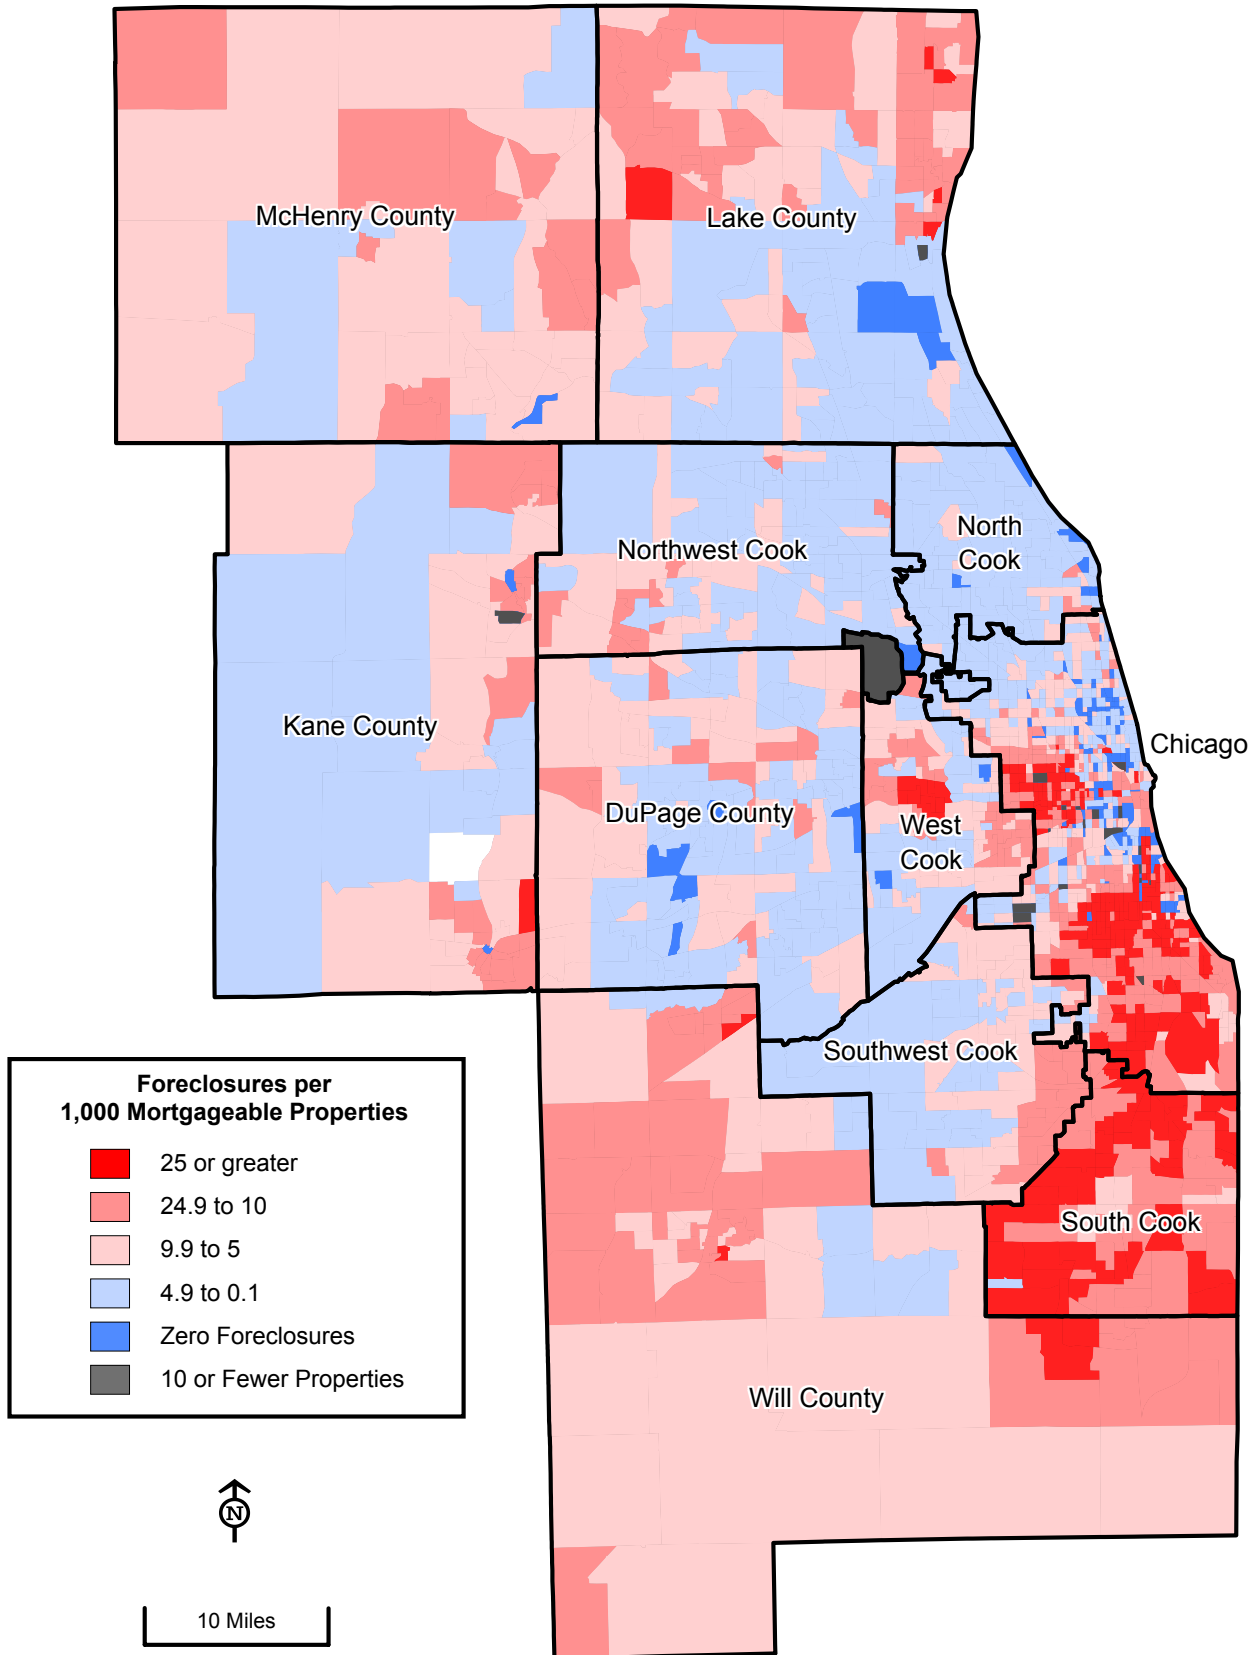 McHenry County
Lake County
North
Cook
Northwest Cook
Kane County
Chicago
DuPage County
West
Cook
Southwest Cook
Foreclosures per
1,000 Mortgageable Properties
25 or greater
24.9 to 10
9.9 to 5
4.9 to 0.1
Zero Foreclosures
10 or Fewer Properties
South Cook
Will County
N
10 Miles